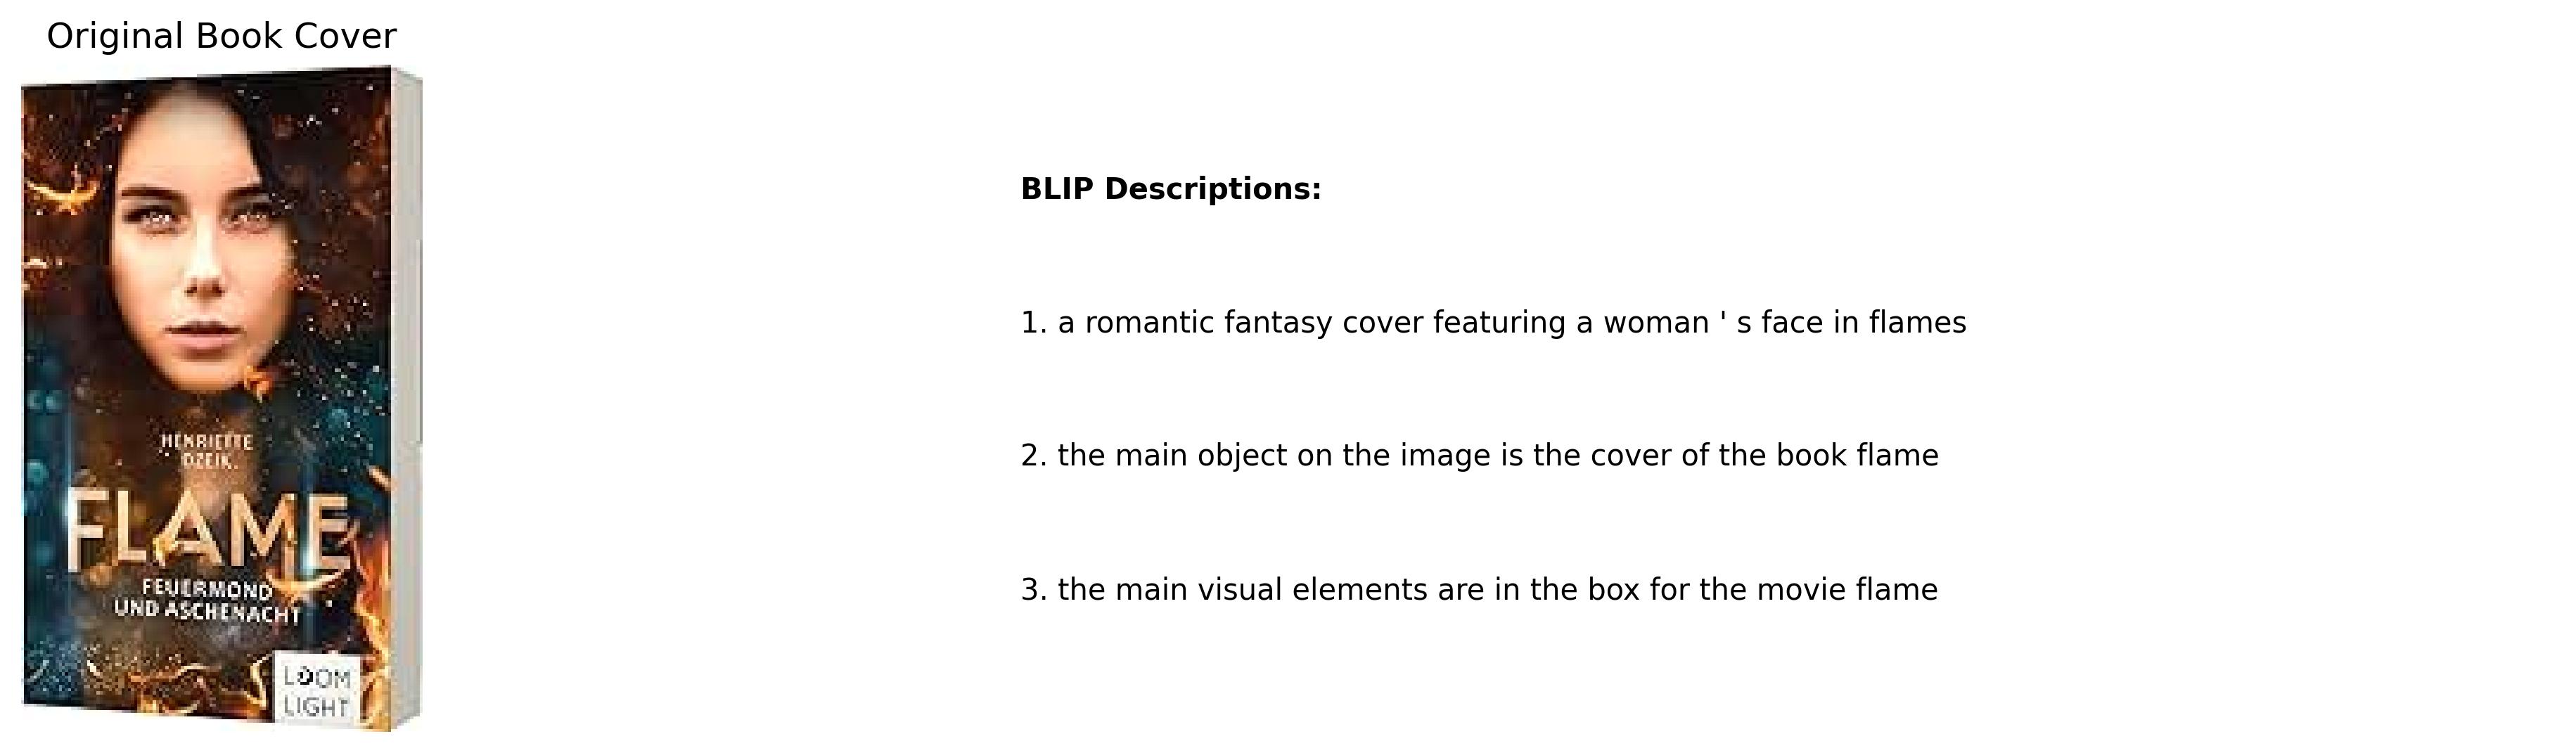 Original Book Cover
HENRIETTE
DZEIK
FLAME
FEUERMOND
UND ASCHENACHT
LOOM
LIGHT
BLIP Descriptions:
1. a romantic fantasy cover featuring a woman ' s face in flames
2. the main object on the image is the cover of the book flame
3. the main visual elements are in the box for the movie flame